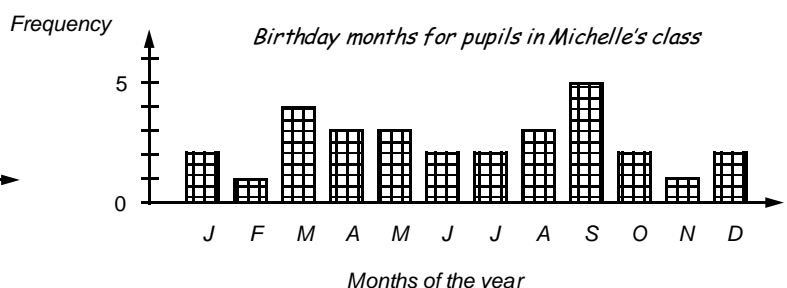 Frequency
Birthday months for pupils in Michelle's class
5
0
J F M A M J J A S O N D
Months of the year